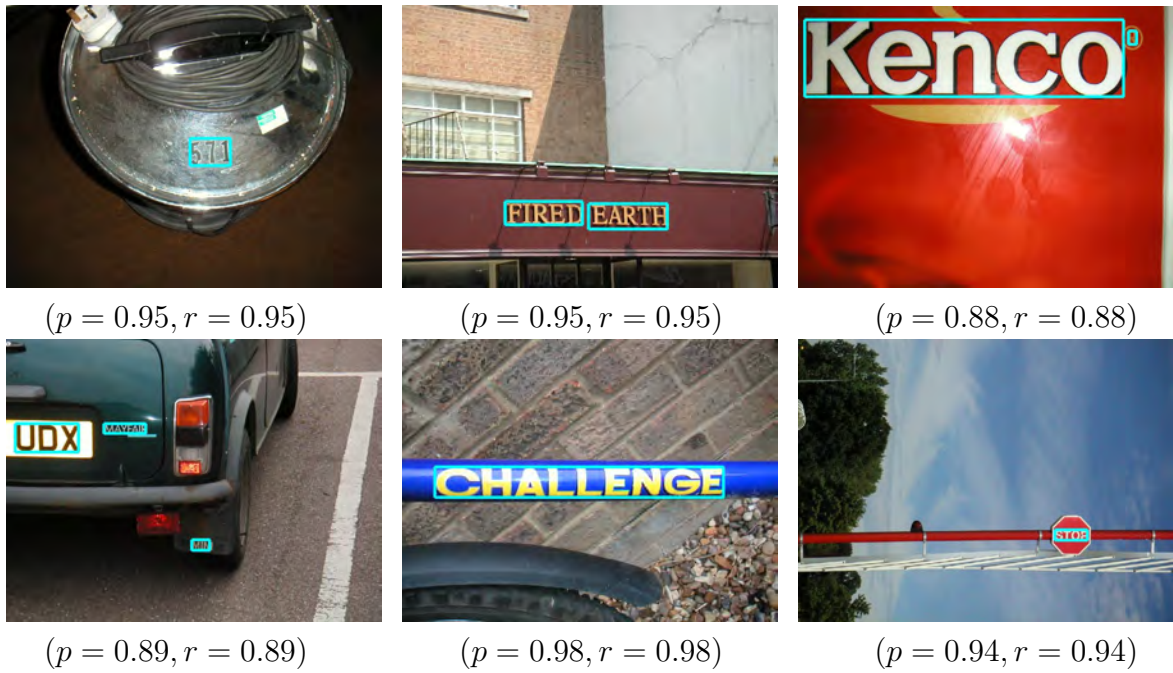 571
FIRED EARTH
Kenco
(p = 0.95, r = 0.95)
(p = 0.95, r = 0.95)
(p = 0.88, r = 0.88)
UDX
MAYFAIR
CHALLENGE
STOP
(p = 0.89, r = 0.89)
(p = 0.98, r = 0.98)
(p = 0.94, r = 0.94)